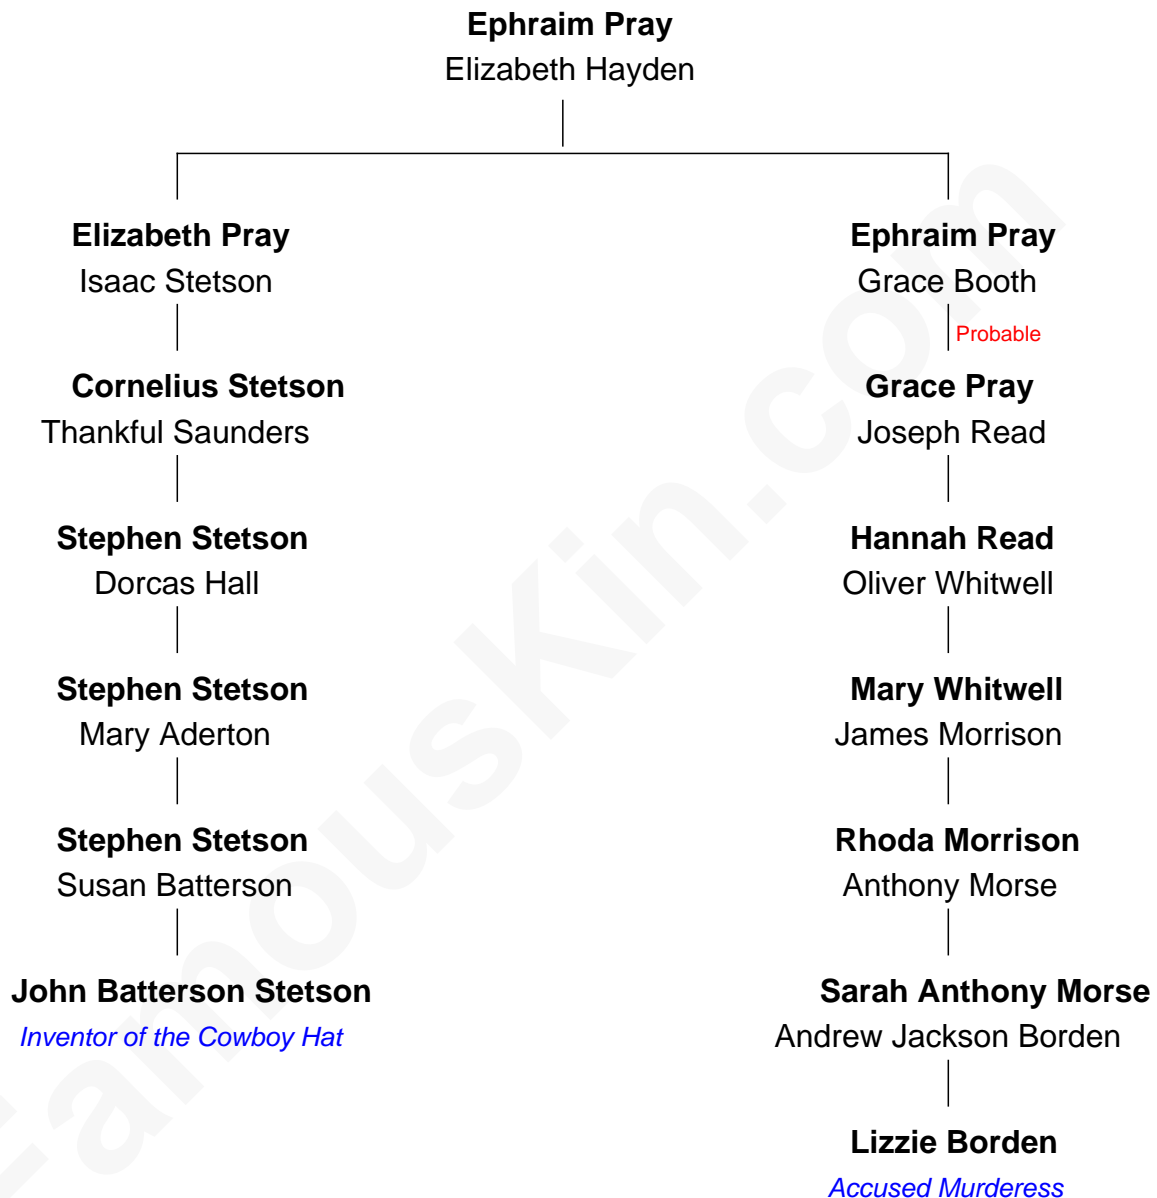 Ephraim Pray
Elizabeth Hayden
Elizabeth Pray
Isaac Stetson
Cornelius Stetson
Thankful Saunders
Stephen Stetson
Dorcas Hall
Stephen Stetson
Mary Aderton
Stephen Stetson
Susan Batterson
John Batterson Stetson
Inventor of the Cowboy Hat
Ephraim Pray
Grace Booth
Probable
Grace Pray
Joseph Read
Hannah Read
Oliver Whitwell
Mary Whitwell
James Morrison
Rhoda Morrison
Anthony Morse
Sarah Anthony Morse
Andrew Jackson Borden
Lizzie Borden
Accused Murderess
FamousKin.com